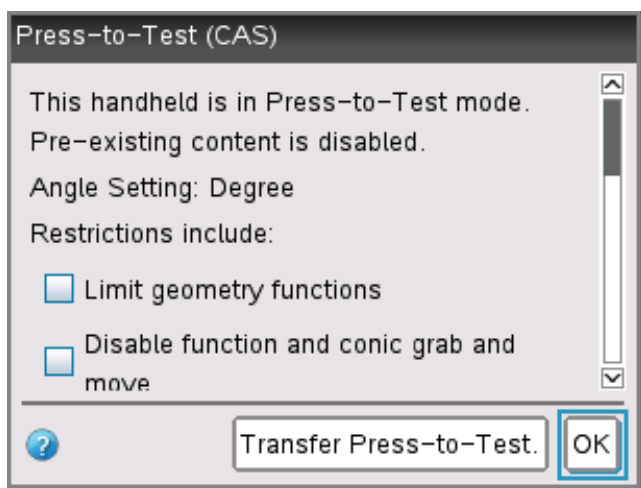 Press-to-Test (CAS)
This handheld is in Press-to-Test mode.
Pre-existing content is disabled.
Angle Setting: Degree
Restrictions include:
Limit geometry functions
Disable function and conic grab and
move
?
Transfer Press-to-Test.
OK